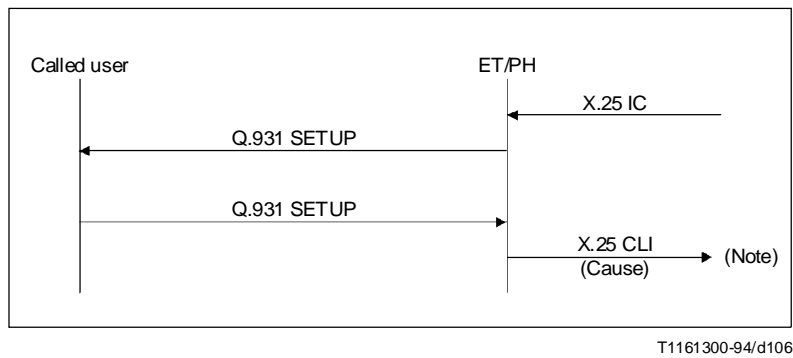 Called user
ET/PH
X.25 IC
Q.931 SETUP
Q.931 SETUP
X.25 CLI
(Cause)
(Note)
T1161300-94/d106